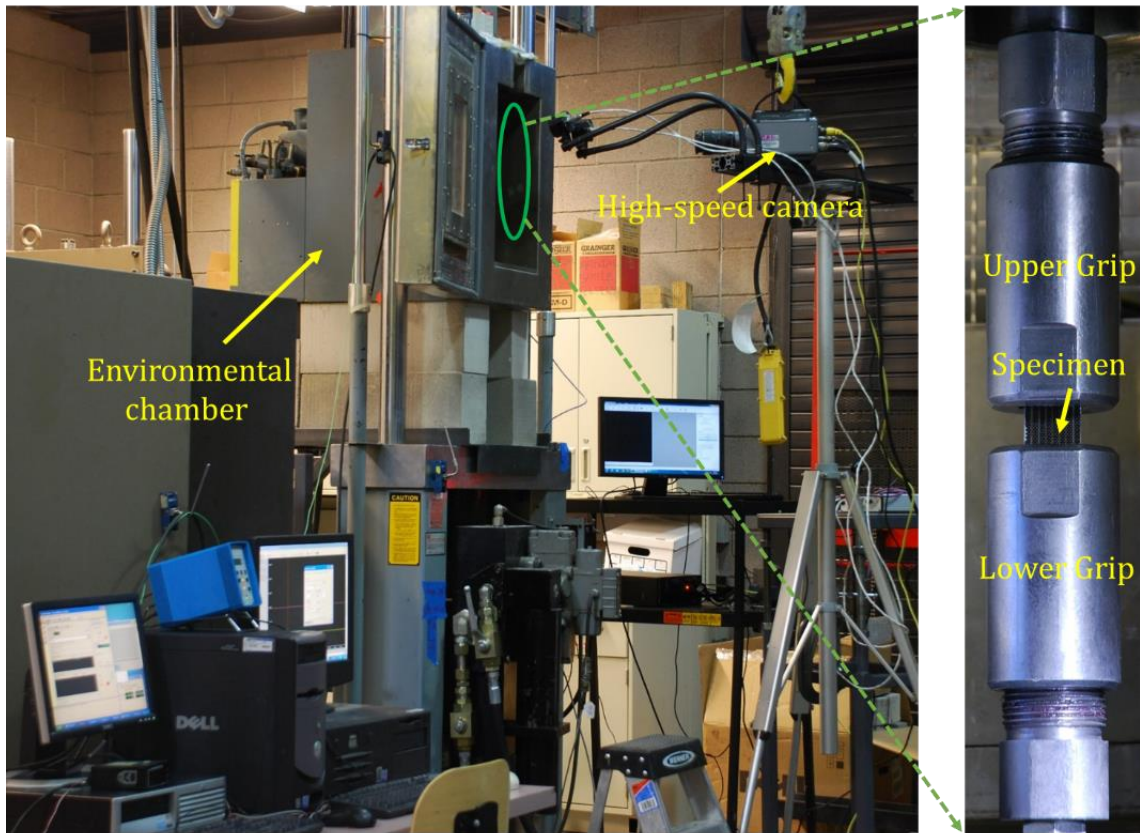 High-speed camera
Environmental
chamber
Upper Grip
Specimen
Lower Grip
GRAINGER
CAUTION
DELL
WERNER